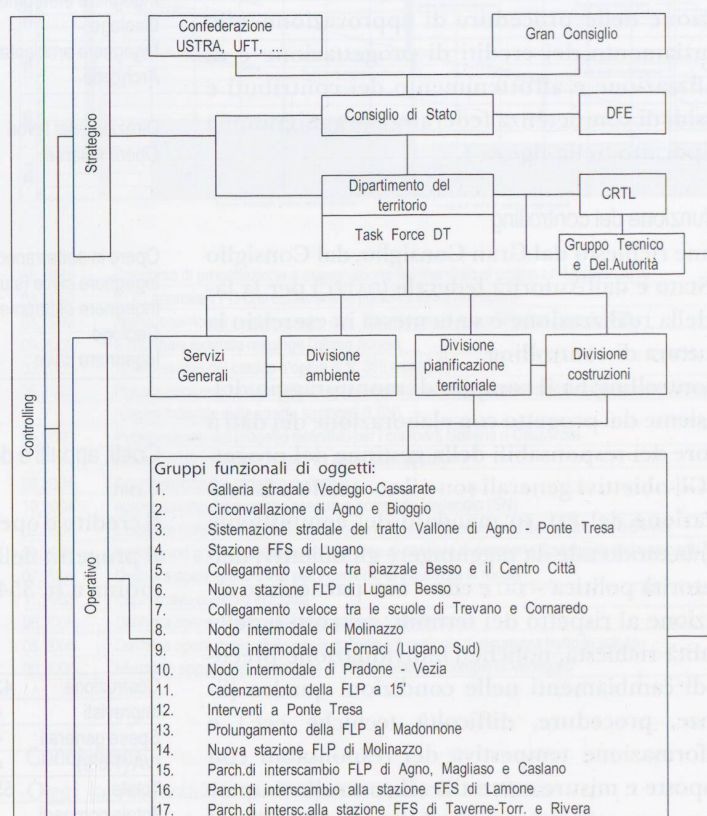 Confederazione
USTRA, UFT, ...
Gran Consiglio
Consiglio di Stato
DFE
Strategico
Dipartimento del
territorio
CRTL
Task Force DT
Gruppo Tecnico
e Del.Autorità
Servizi
Generali
Divisione
ambiente
Divisione
pianificazione
territoriale
Divisione
costruzioni
Controlling
Operativo
Gruppi funzionali di oggetti:
1. Galleria stradale Vedeggio-Cassarate
2. Circonvallazione di Agno e Bioggio
3. Sistemazione stradale del tratto Vallone di Agno - Ponte Tresa
4. Stazione FFS di Lugano
5. Collegamento veloce tra piazzale Besso e il Centro Città
6. Nuova stazione FLP di Lugano Besso
7. Collegamento veloce tra le scuole di Trevano e Cornaredo
8. Nodo intermodale di Molinazzo
9. Nodo intermodale di Fornaci (Lugano Sud)
10. Nodo intermodale di Pradone - Vezia
11. Cadenzamento della FLP a 15'
12. Interventi a Ponte Tresa
13. Prolungamento della FLP al Madonnone
14. Nuova stazione FLP di Molinazzo
15. Parch.di interscambio FLP di Agno, Magliaso e Caslano
16. Parch.di interscambio alla stazione FFS di Lamone
17. Parch.di intersc.alla stazione FFS di Taverne-Torr. e Rivera